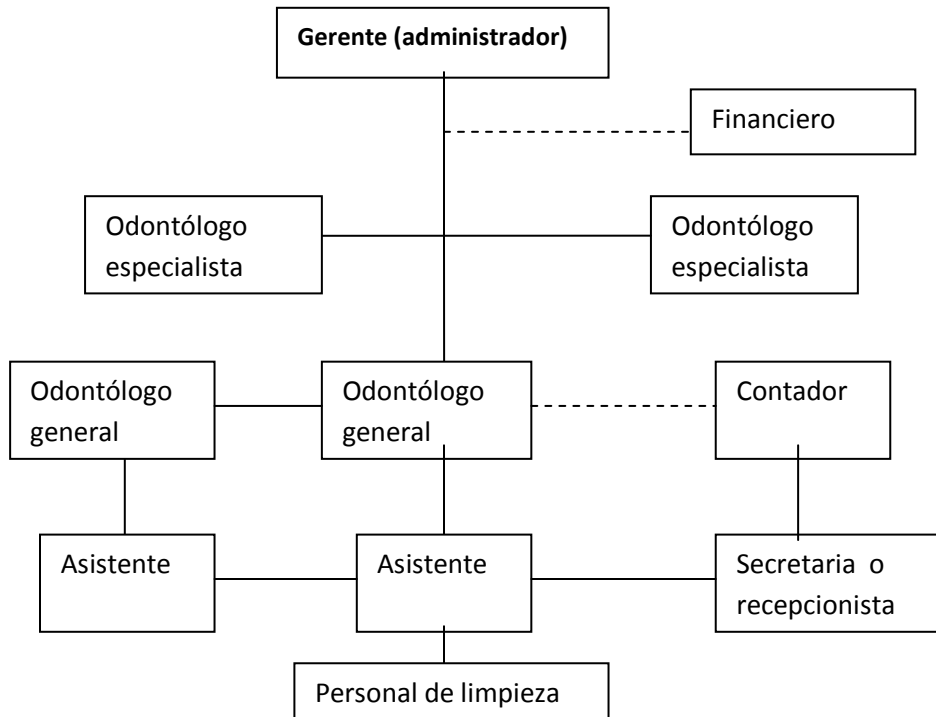 Gerente (administrador)
Financiero
Odontólogo
especialista
Odontólogo
especialista
Odontólogo
general
Odontólogo
general
Contador
Asistente
Asistente
Secretaria o
recepcionista
Personal de limpieza